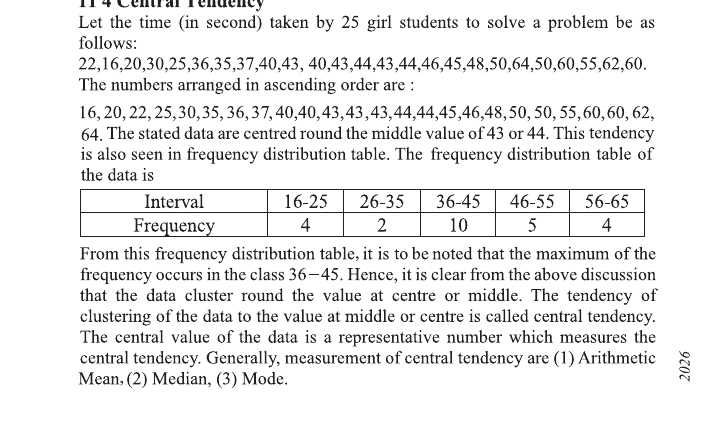 11.4 Central Tendency
Let the time (in second) taken by 25 girl students to solve a problem be as
follows:
22,16,20,30,25,36,35,37,40,43, 40,43,44,43,44,46,45,48,50,64,50,60,55,62,60.
The numbers arranged in ascending order are :
16, 20, 22, 25,30,35, 36, 37, 40,40, 43, 43 ,43,44,44,45,46,48, 50, 50, 55,60,60, 62,
64. The stated data are centred round the middle value of 43 or 44. This tendency
is also seen in frequency distribution table. The frequency distribution table of
the data is
Interval 16-25 26-35 36-45 46-55 56-65
Frequency 4 2 10 5 4
From this frequency distribution table, it is to be noted that the maximum of the
frequency occurs in the class 36−45. Hence, it is clear from the above discussion
that the data cluster round the value at centre or middle. The tendency of
clustering of the data to the value at middle or centre is called central tendency.
The central value of the data is a representative number which measures the
central tendency. Generally, measurement of central tendency are (1) Arithmetic
Mean, (2) Median, (3) Mode.
2026